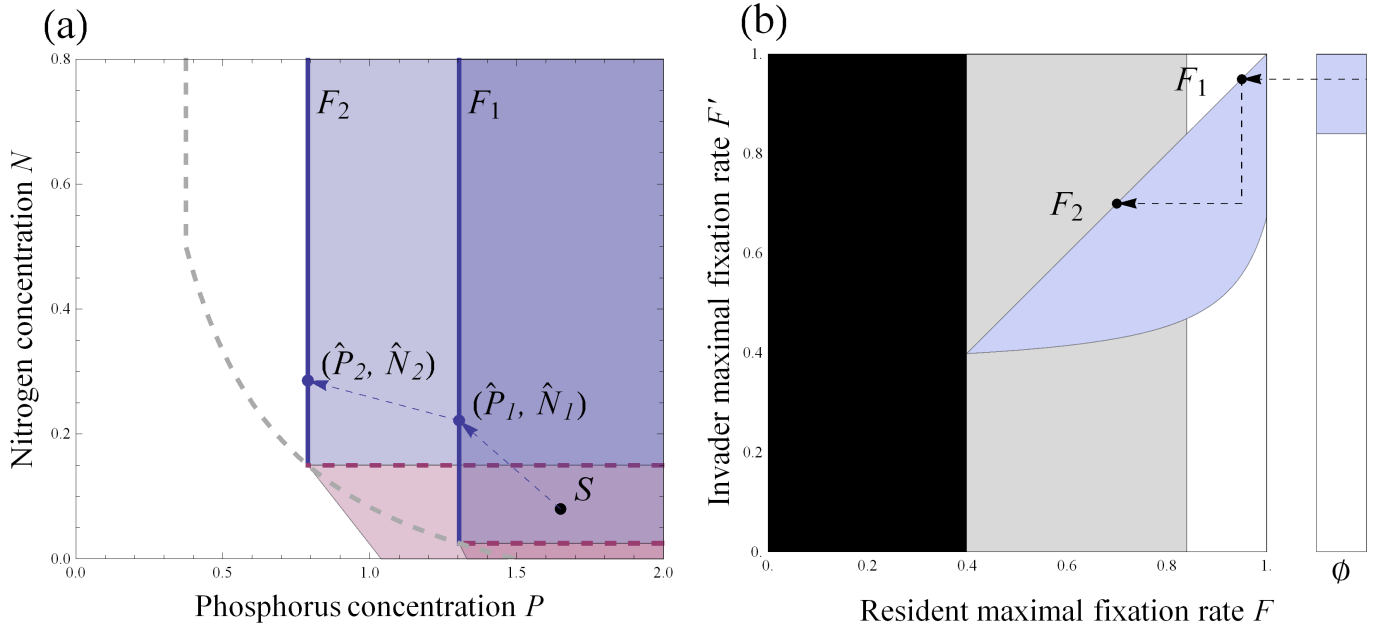 (a)
0.8
0.6
0.4
0.2
0.0
0.0 0.5 1.0 1.5 2.0
Nitrogen concentration N
Phosphorus concentration P
F₂
F₁
(P̂₂, N̂₂)
(P̂₁, N̂₁)
S
(b)
1.
0.8
0.6
0.4
0.2
0.
0. 0.4 0.6 0.8 1.
Invader maximal fixation rate F'
Resident maximal fixation rate F
F₁
F₂
ϕ